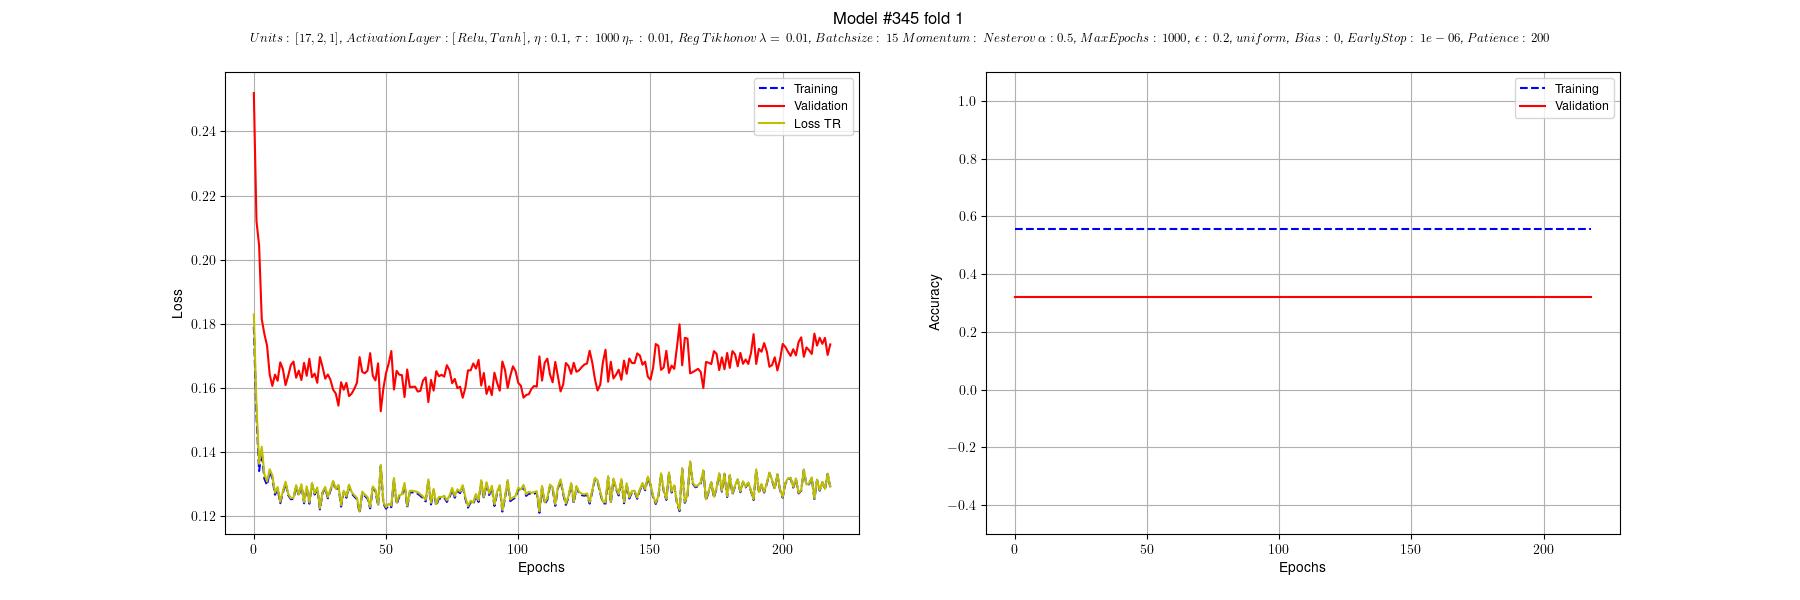 Model #345 fold 1
Units : [17, 2, 1], ActivationLayer : [Relu, Tanh], η : 0.1, τ : 1000 ητ : 0.01, Reg Tikhonov λ = 0.01, Batchsize : 15 Momentum : Nesterov α : 0.5, MaxEpochs : 1000, ϵ : 0.2, uniform, Bias : 0, EarlyStop : 1e − 06, Patience : 200
Training
Validation
Loss TR
0.24
0.22
0.20
0.18
0.16
0.14
0.12
Loss
0 50 100 150 200
Epochs
Training
Validation
1.0
0.8
0.6
0.4
0.2
0.0
−0.2
−0.4
Accuracy
0 50 100 150 200
Epochs